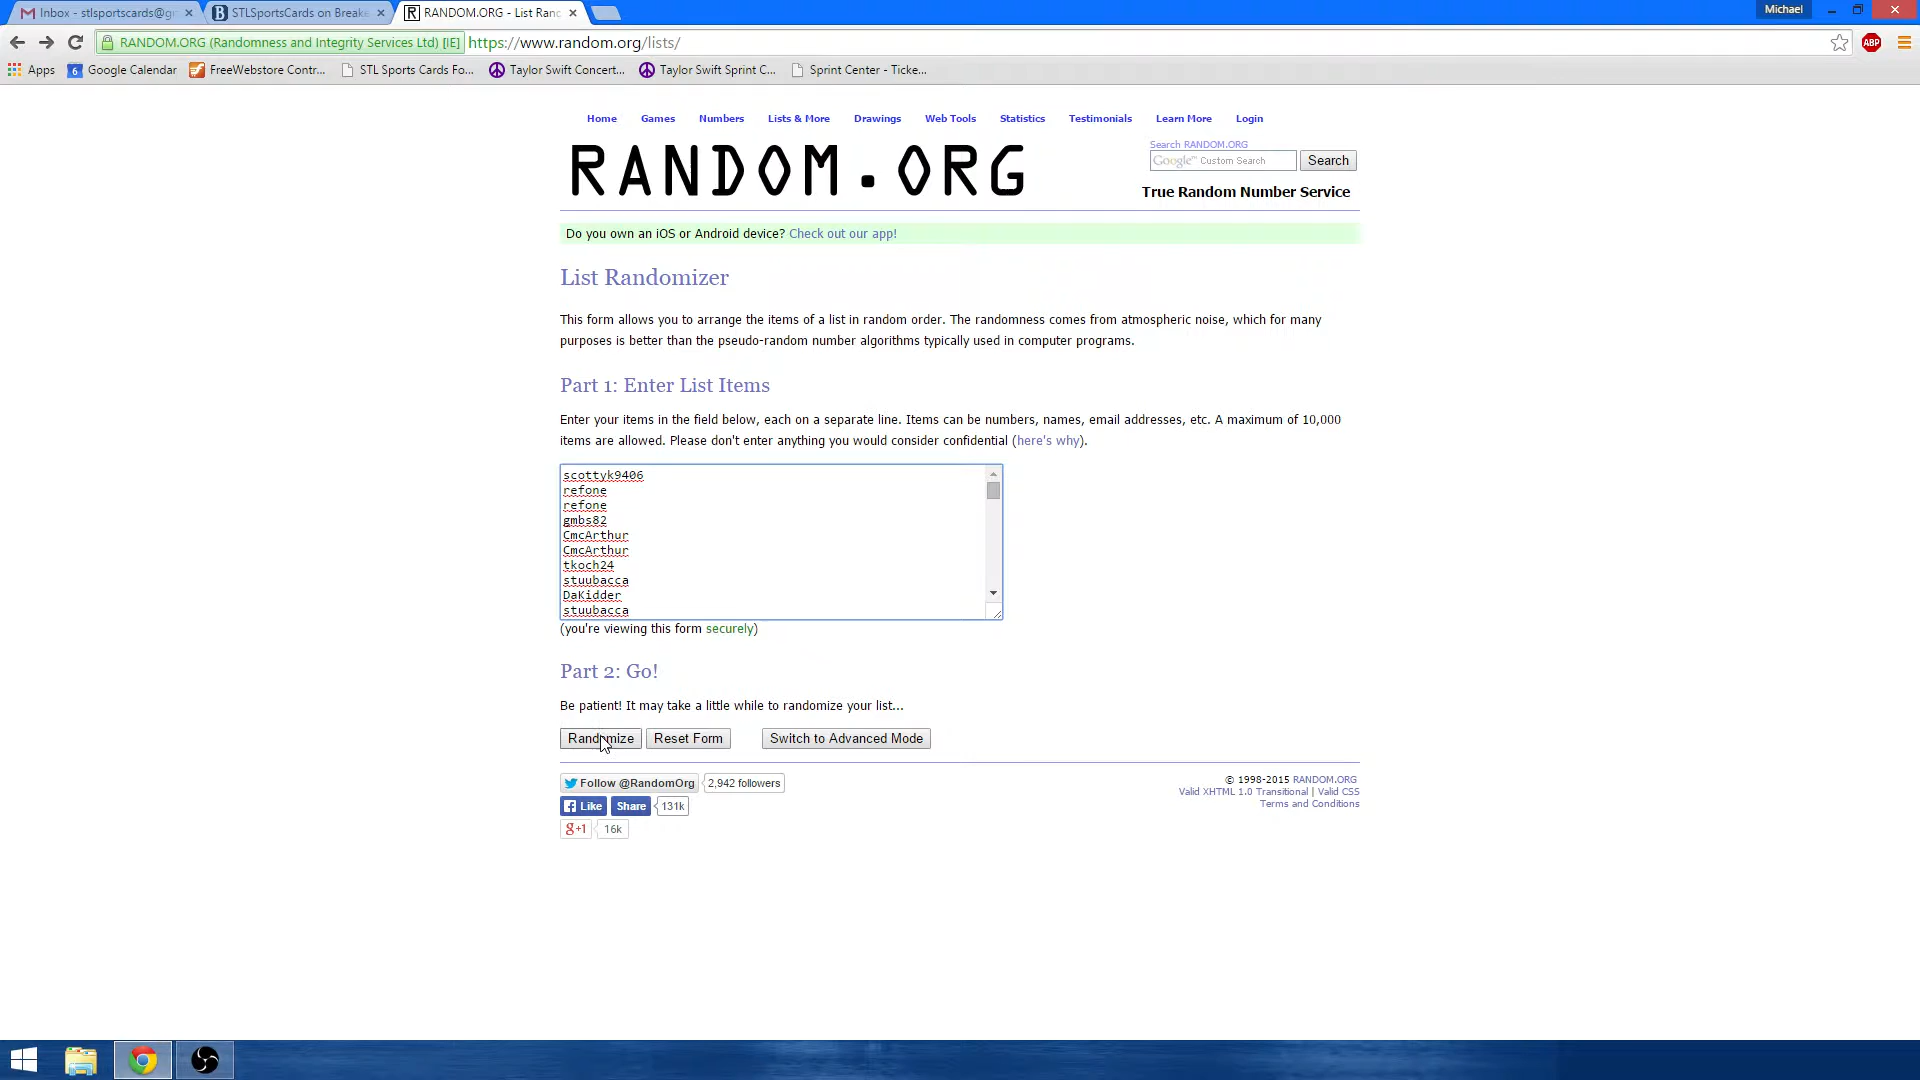 Inbox - stlsportscards@gm
STLSportsCards on Breake
RANDOM.ORG - List Ranc
Michael
RANDOM.ORG (Randomness and Integrity Services Ltd) [IE]
https://www.random.org/lists/
ABP
Apps
6
Google Calendar
FreeWebstore Contr...
STL Sports Cards Fo...
Taylor Swift Concert...
Taylor Swift Sprint C...
Sprint Center - Ticke...
Home
Games
Numbers
Lists & More
Drawings
Web Tools
Statistics
Testimonials
Learn More
Login
RANDOM.ORG
Search RANDOM.ORG
Google™ Custom Search
Search
True Random Number Service
Do you own an iOS or Android device? Check out our app!
List Randomizer
This form allows you to arrange the items of a list in random order. The randomness comes from atmospheric noise, which for many
purposes is better than the pseudo-random number algorithms typically used in computer programs.
Part 1: Enter List Items
Enter your items in the field below, each on a separate line. Items can be numbers, names, email addresses, etc. A maximum of 10,000
items are allowed. Please don't enter anything you would consider confidential (here's why).
scottyk9406
refone
refone
gmbs82
CmcArthur
CmcArthur
tkoch24
stuubacca
DaKidder
stuubacca
(you're viewing this form securely)
Part 2: Go!
Be patient! It may take a little while to randomize your list...
Randomize
Reset Form
Switch to Advanced Mode
Follow @RandomOrg
2,942 followers
Like
Share
131k
g+1
16k
© 1998-2015 RANDOM.ORG
Valid XHTML 1.0 Transitional | Valid CSS
Terms and Conditions